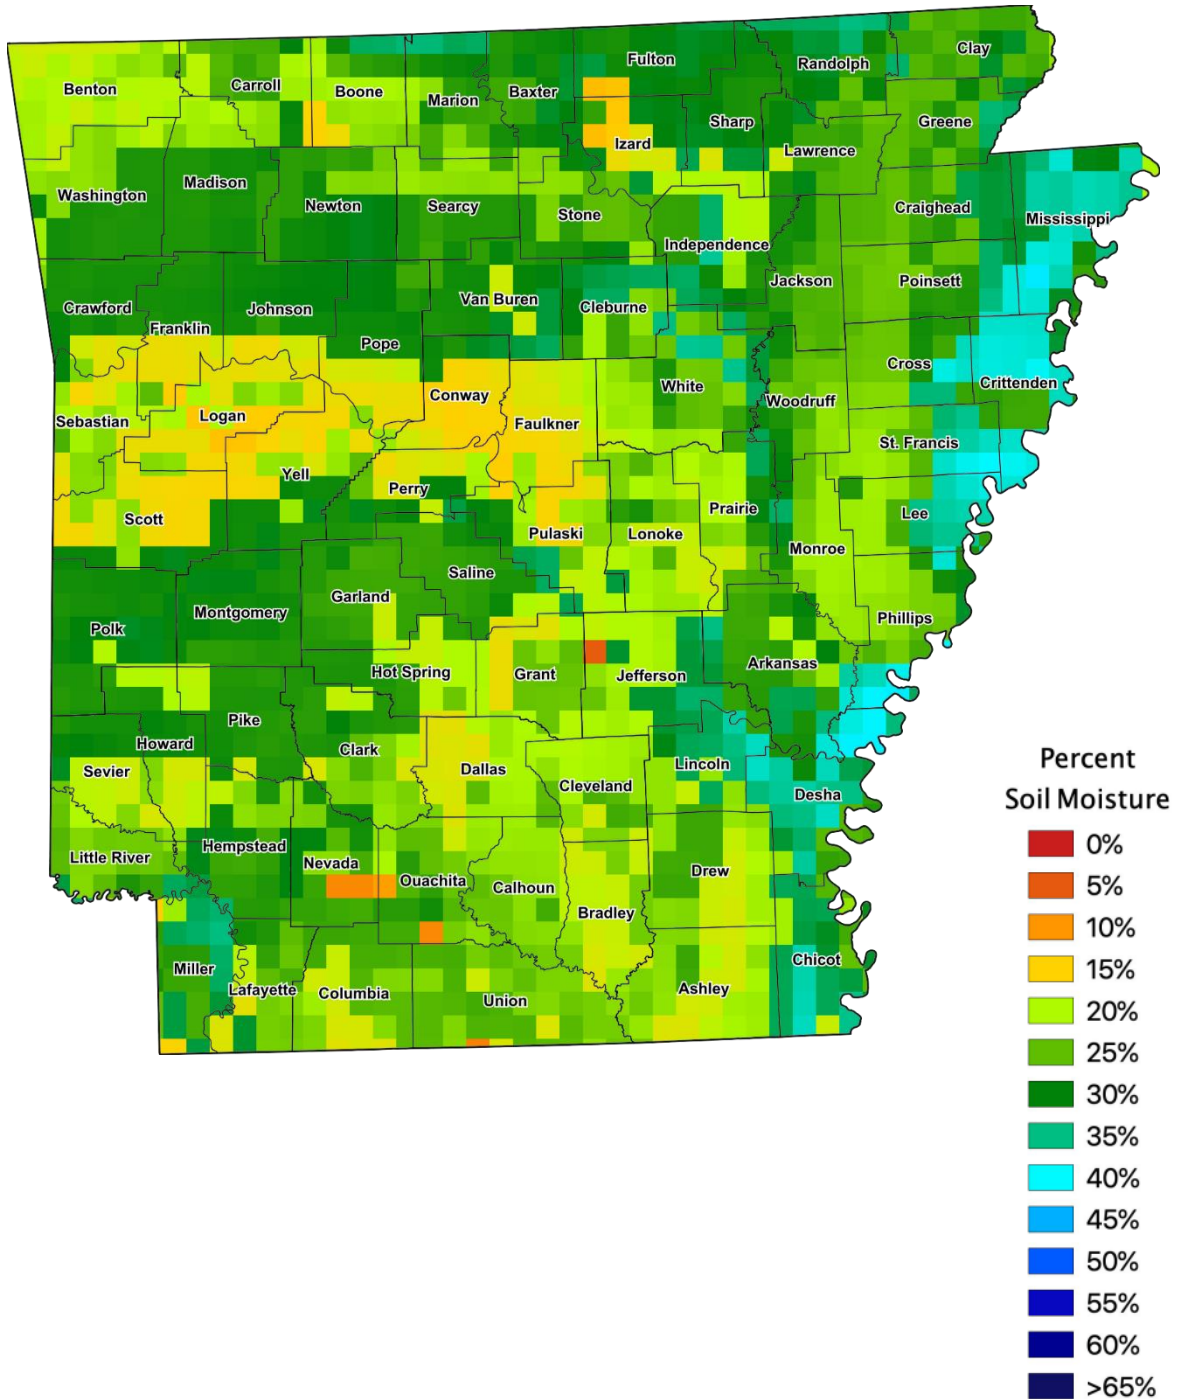 Clay
Fulton
Randolph
Carroll
Benton
Boone
Marion
Baxter
Sharp
Greene
Izard
Lawrence
Madison
Washington
Newton
Searcy
Stone
Craighead
Mississippi
Independence
Crawford
Johnson
Van Buren
Cleburne
Jackson
Poinsett
Franklin
Pope
Cross
Crittenden
White
Conway
Woodruff
Logan
Sebastian
Faulkner
St. Francis
Yell
Perry
Prairie
Lee
Scott
Pulaski
Lonoke
Monroe
Saline
Garland
Montgomery
Polk
Phillips
Hot Spring
Grant
Jefferson
Arkansas
Pike
Howard
Clark
Sevier
Dallas
Lincoln
Cleveland
Desha
Hempstead
Little River
Nevada
Ouachita
Calhoun
Drew
Bradley
Miller
Chicot
Lafayette
Columbia
Union
Ashley
Percent
Soil Moisture
0%
5%
10%
15%
20%
25%
30%
35%
40%
45%
50%
55%
60%
>65%